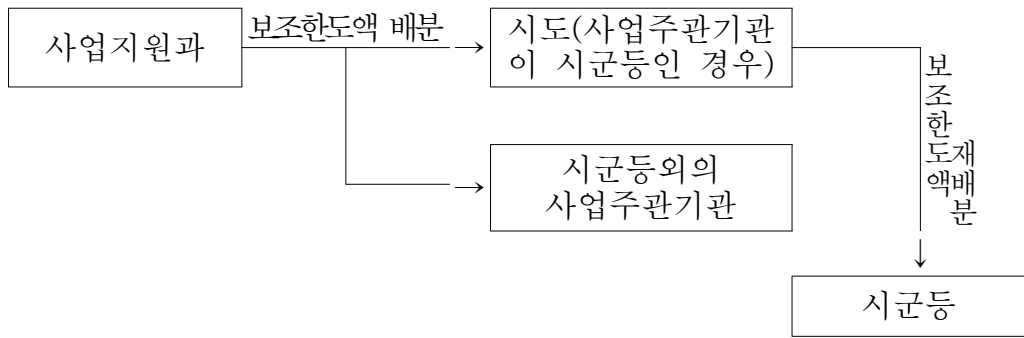 사업지원과
보조한도액 배분
시도(사업주관기관
이 시군등인 경우)
보조한도액
재배분
시군등외의
사업주관기관
시군등